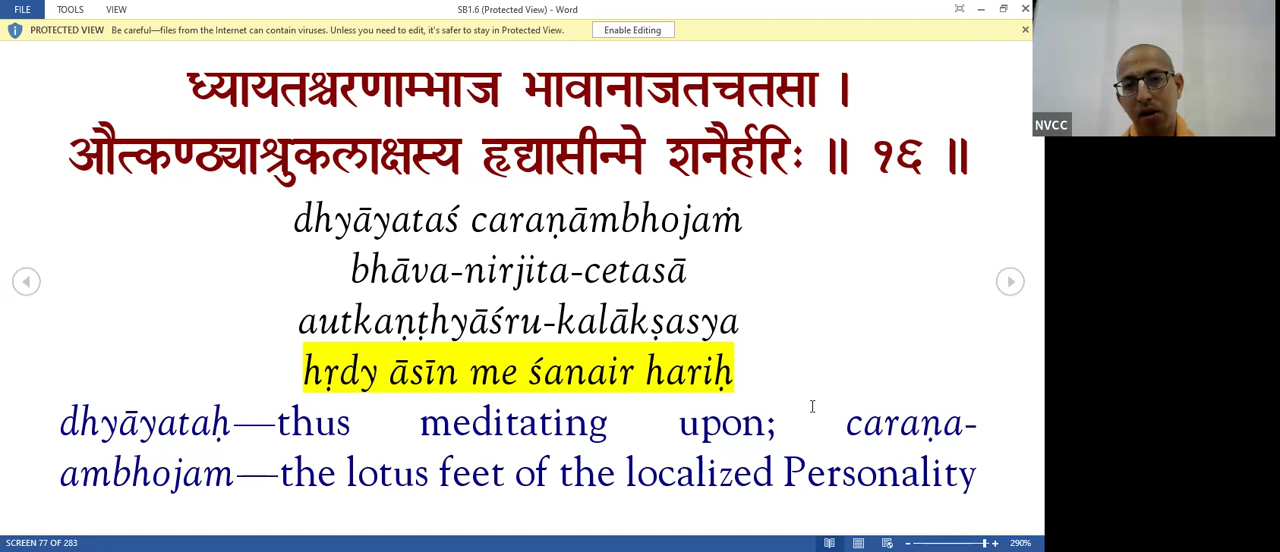 FILE TOOLS VIEW SB1.6 (Protected View) - Word
PROTECTED VIEW Be careful—files from the Internet can contain viruses. Unless you need to edit, it's safer to stay in Protected View. Enable Editing
NVCC
ध्यायतश्चरणाम्भाज भावानाजतचतसा ।
औत्कण्ठ्याश्रुकलाक्षस्य हृद्यासीन्मे शनैर्हरिः ॥ १६ ॥
dhyāyataś caraṇāmbhojaṁ
bhāva-nirjita-cetasā
autkaṇṭhyāśru-kalākṣasya
hṛdy āsīn me śanair hariḥ
dhyāyataḥ—thus meditating upon; caraṇa-
ambhojam—the lotus feet of the localized Personality
SCREEN 77 OF 283 290%